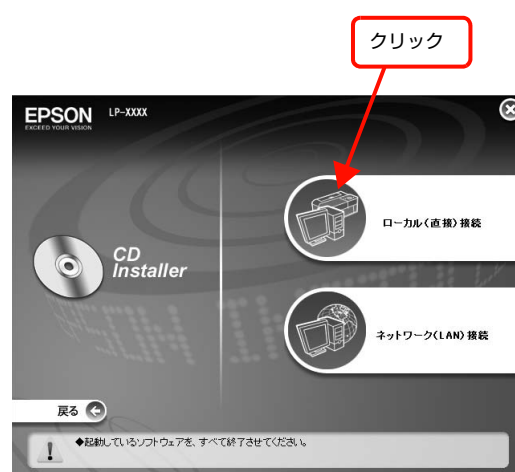 クリック
EPSON
EXCEED YOUR VISION
LP-XXXX
ローカル(直接)接続
CD
Installer
ネットワーク(LAN)接続
戻る
◆起動しているソフトウェアを、すべて終了させてください。